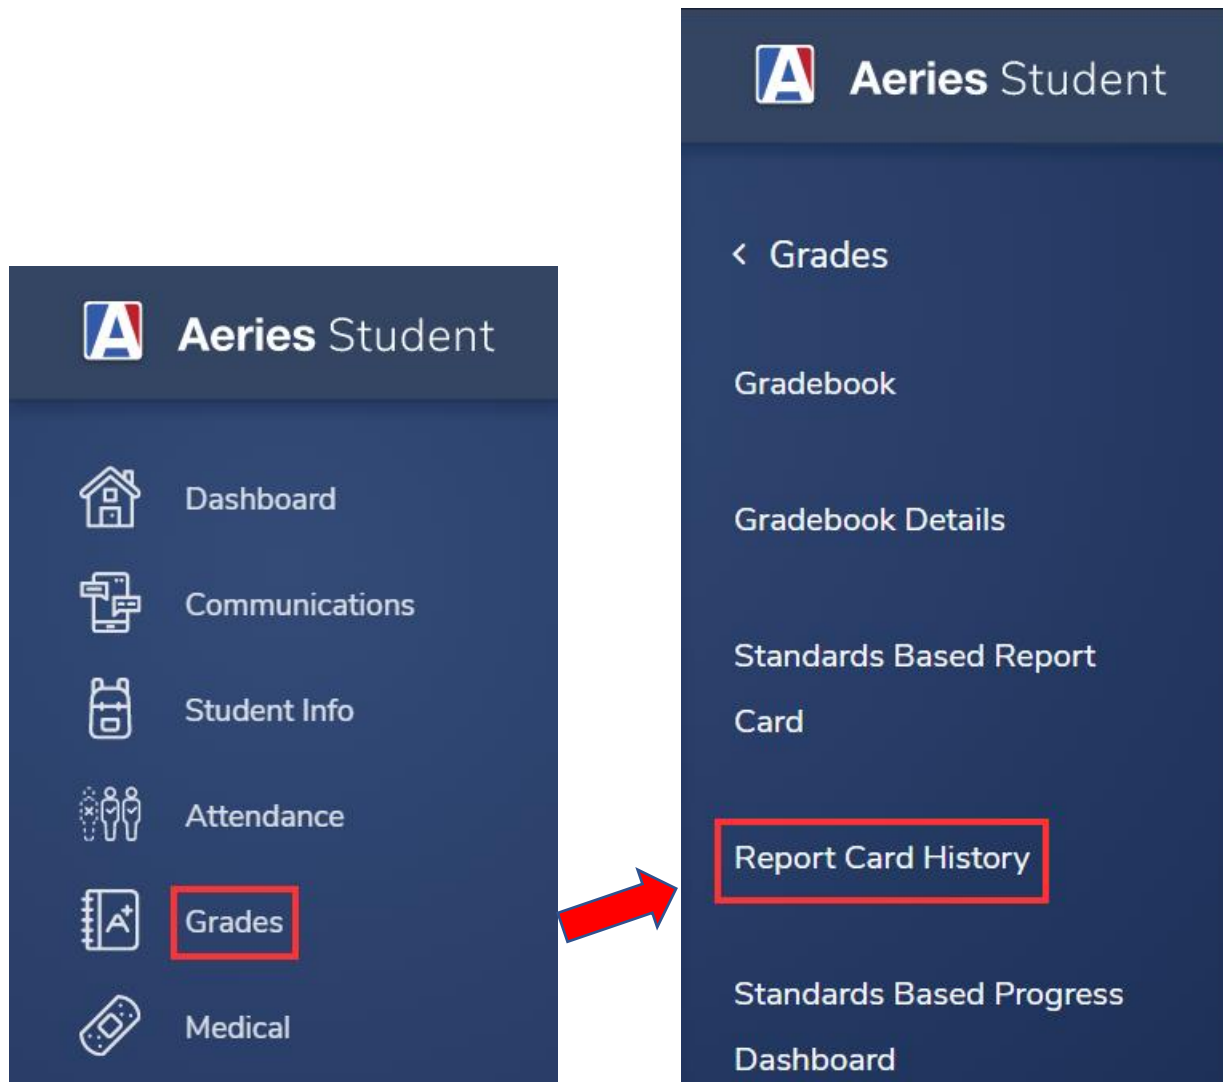 Aeries Student
Dashboard
Communications
Student Info
Attendance
A+
Grades
Medical
Aeries Student
< Grades
Gradebook
Gradebook Details
Standards Based Report
Card
Report Card History
Standards Based Progress
Dashboard